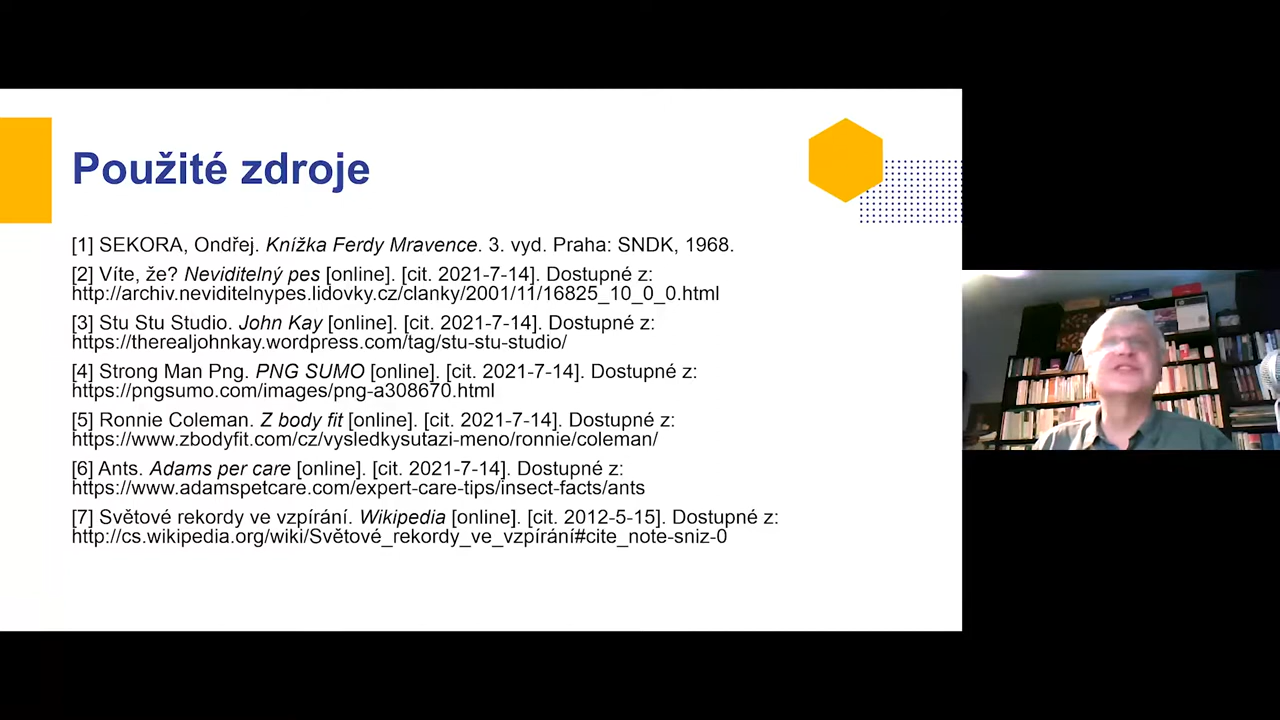 Použité zdroje
[1] SEKORA, Ondřej. Knížka Ferdy Mravence. 3. vyd. Praha: SNDK, 1968.
[2] Víte, že? Neviditelný pes [online]. [cit. 2021-7-14]. Dostupné z:
http://archiv.neviditelnypes.lidovky.cz/clanky/2001/11/16825_10_0_0.html
[3] Stu Stu Studio. John Kay [online]. [cit. 2021-7-14]. Dostupné z:
https://therealjohnkay.wordpress.com/tag/stu-stu-studio/
[4] Strong Man Png. PNG SUMO [online]. [cit. 2021-7-14]. Dostupné z:
https://pngsumo.com/images/png-a308670.html
[5] Ronnie Coleman. Z body fit [online]. [cit. 2021-7-14]. Dostupné z:
https://www.zbodyfit.com/cz/vysledkysutazi-meno/ronnie/coleman/
[6] Ants. Adams per care [online]. [cit. 2021-7-14]. Dostupné z:
https://www.adamspetcare.com/expert-care-tips/insect-facts/ants
[7] Světové rekordy ve vzpírání. Wikipedia [online]. [cit. 2012-5-15]. Dostupné z:
http://cs.wikipedia.org/wiki/Světové_rekordy_ve_vzpírání#cite_note-sniz-0